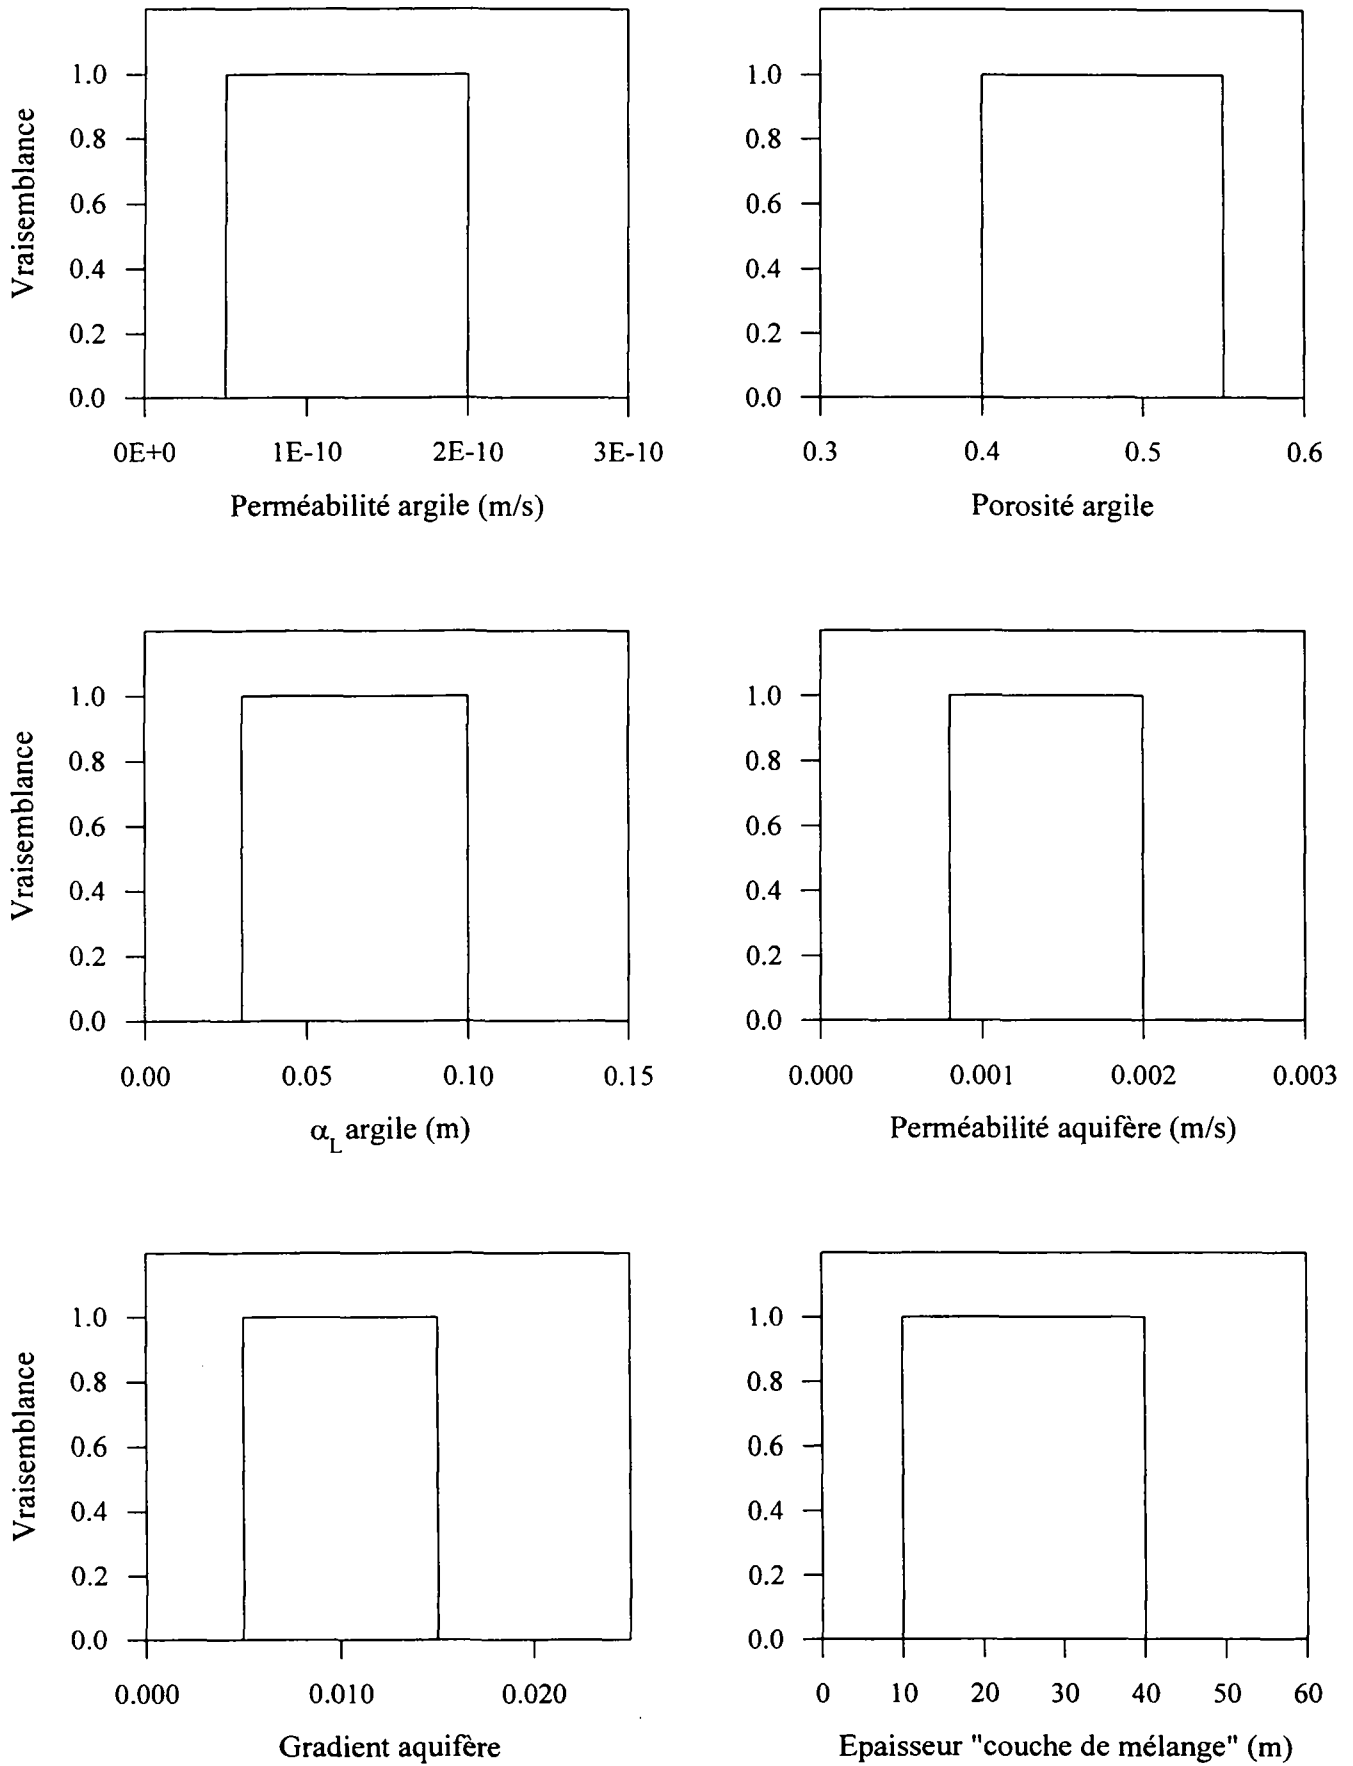 1.0
0.8
0.6
0.4
0.2
0.0
Vraisemblance
0E+0 1E-10 2E-10 3E-10
Perméabilité argile (m/s)
1.0
0.8
0.6
0.4
0.2
0.0
0.3 0.4 0.5 0.6
Porosité argile
1.0
0.8
0.6
0.4
0.2
0.0
Vraisemblance
0.00 0.05 0.10 0.15
αL argile (m)
1.0
0.8
0.6
0.4
0.2
0.0
0.000 0.001 0.002 0.003
Perméabilité aquifère (m/s)
1.0
0.8
0.6
0.4
0.2
0.0
Vraisemblance
0.000 0.010 0.020
Gradient aquifère
1.0
0.8
0.6
0.4
0.2
0.0
0 10 20 30 40 50 60
Epaisseur "couche de mélange" (m)